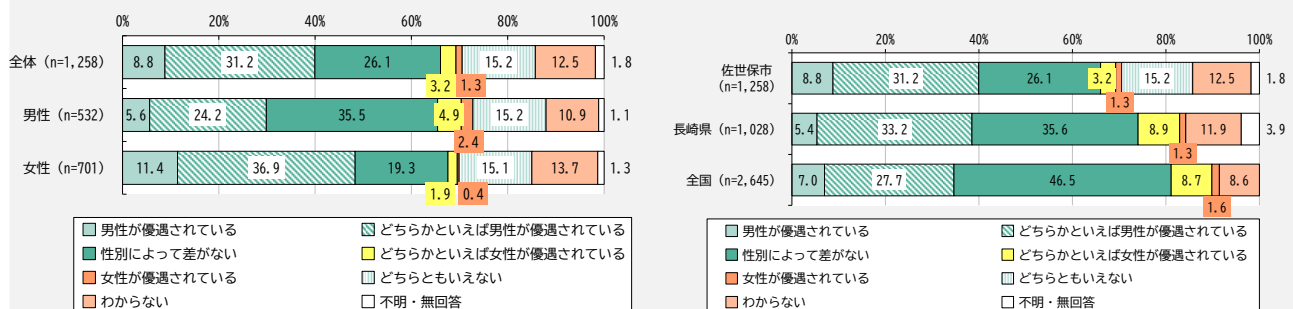 0% 20% 40% 60% 80% 100%
全体 (n=1,258) 8.8 31.2 26.1 3.2 1.3 15.2 12.5 1.8
男性 (n=532) 5.6 24.2 35.5 4.9 2.4 15.2 10.9 1.1
女性 (n=701) 11.4 36.9 19.3 1.9 0.4 15.1 13.7 1.3
男性が優遇されている どちらかといえば男性が優遇されている
性別によって差がない どちらかといえば女性が優遇されている
女性が優遇されている どちらともいえない
わからない 不明・無回答
0% 20% 40% 60% 80% 100%
佐世保市
(n=1,258) 8.8 31.2 26.1 3.2 1.3 15.2 12.5 1.8
長崎県 (n=1,028) 5.4 33.2 35.6 8.9 1.3 11.9 3.9
全国 (n=2,645) 7.0 27.7 46.5 8.7 1.6 8.6
男性が優遇されている どちらかといえば男性が優遇されている
性別によって差がない どちらかといえば女性が優遇されている
女性が優遇されている どちらともいえない
わからない 不明・無回答